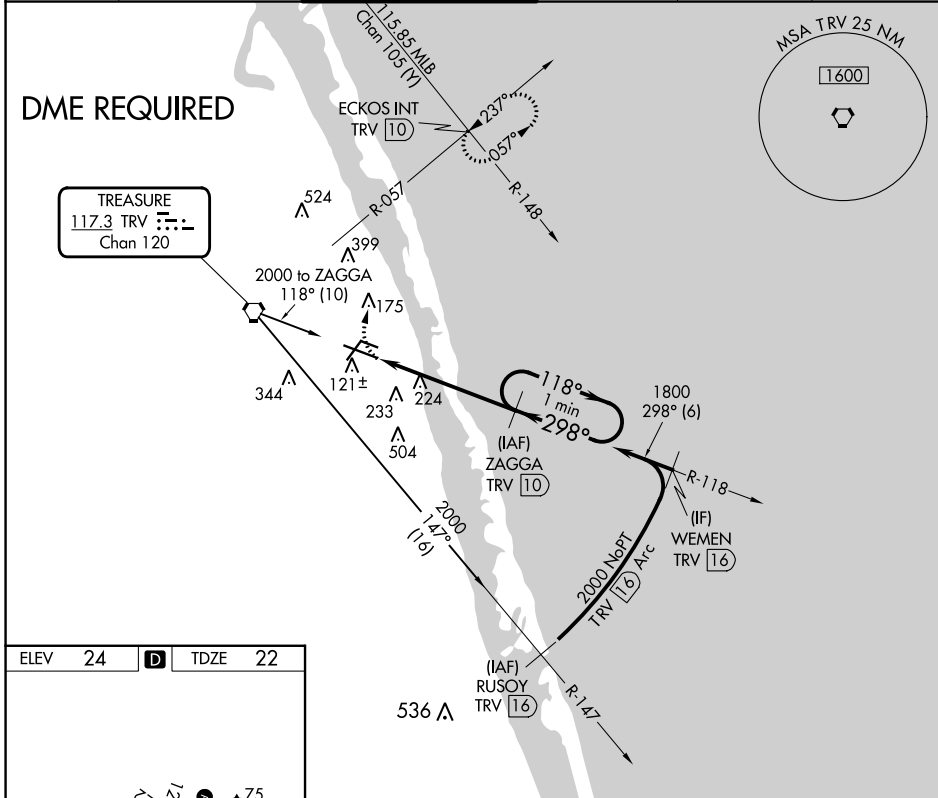 115.85 MLB
Chan 105 (Y)
MSA TRV 25 NM
1600
DME REQUIRED
ECKOS INT
TRV 10
237°
057°
R-148
R-057
TREASURE
117.3 TRV
Chan 120
524
399
2000 to ZAGGA
118° (10)
175
344
121±
233
224
504
118°
1 min
298°
1800
298° (6)
(IAF)
ZAGGA
TRV 10
R-118
(IF)
WEMEN
TRV 16
2000
147°
(16)
2000 NoPT
TRV 16 Arc
ELEV 24 D TDZE 22
(IAF)
RUSOY
TRV 16
R-147
536
75